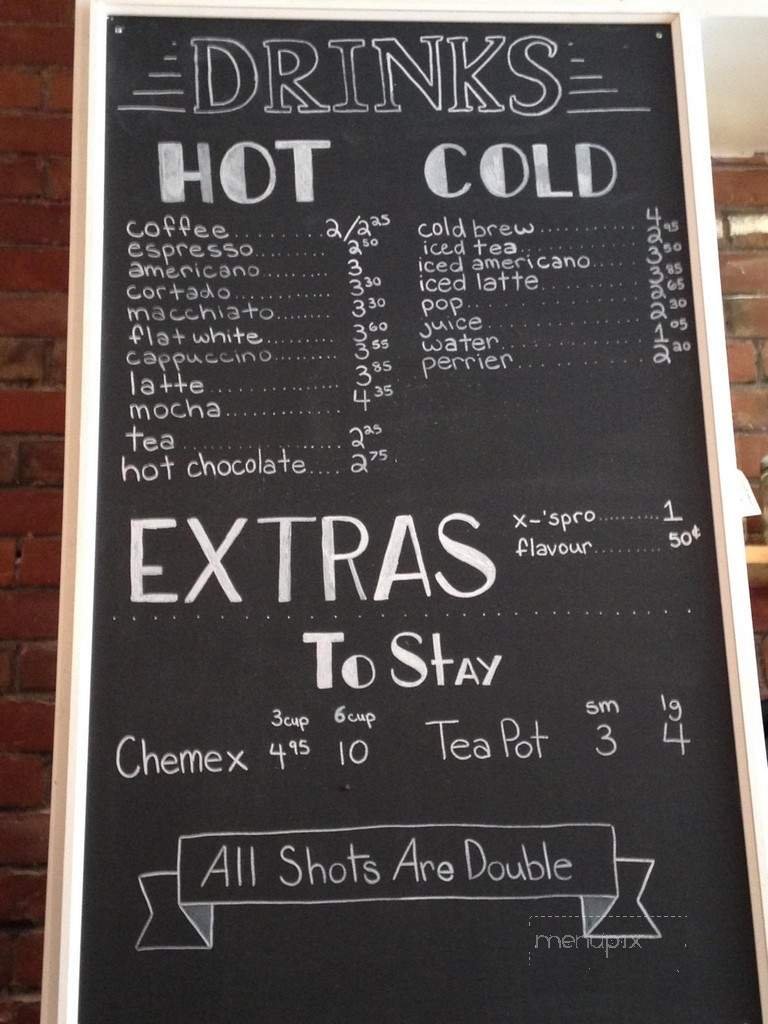 DRINKS
HOT
coffee.......... 2/2 25
espresso......... 2 50
americano......... 3
cortado........... 3 30
macchiato....... 3 30
flat white......... 3 60
cappuccino....... 3 55
latte.............. 3 85
mocha............ 4 35
tea................ 2 25
hot chocolate.... 2 75
COLD
cold brew............. 4
iced tea............... 2 95
iced americano...... 3 50
iced latte............. 3 85
pop.................... 2 65
juice................... 2 30
water................. 1 05
perrier................ 2 20
EXTRAS
x-'spro......... 1
flavour......... 50¢
To Stay
3cup 6cup
Chemex 4 95 10
sm lg
Tea Pot 3 4
All Shots Are Double
menupix